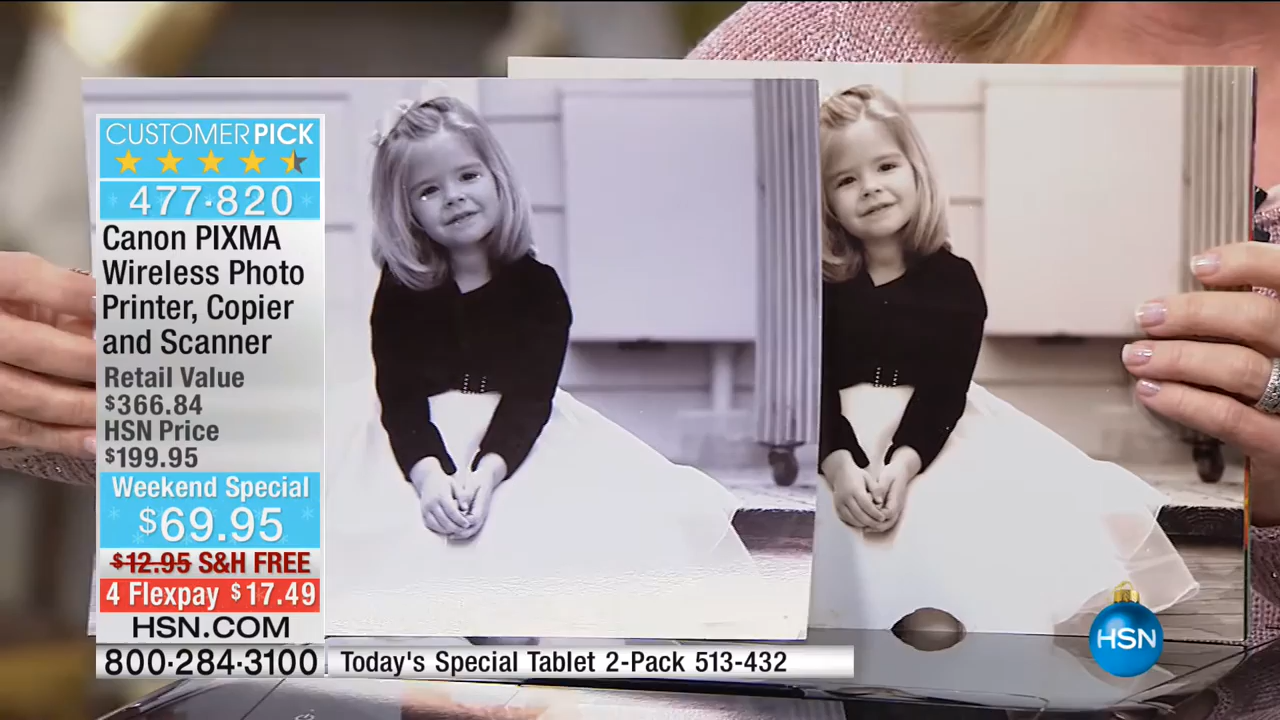 CUSTOMER PICK
477·820
Canon PIXMA
Wireless Photo
Printer, Copier
and Scanner
Retail Value
$366.84
HSN Price
$199.95
Weekend Special
$69.95
$12.95 S&H FREE
4 Flexpay $17.49
HSN.COM
800·284·3100
Today's Special Tablet 2-Pack 513-432
HSN